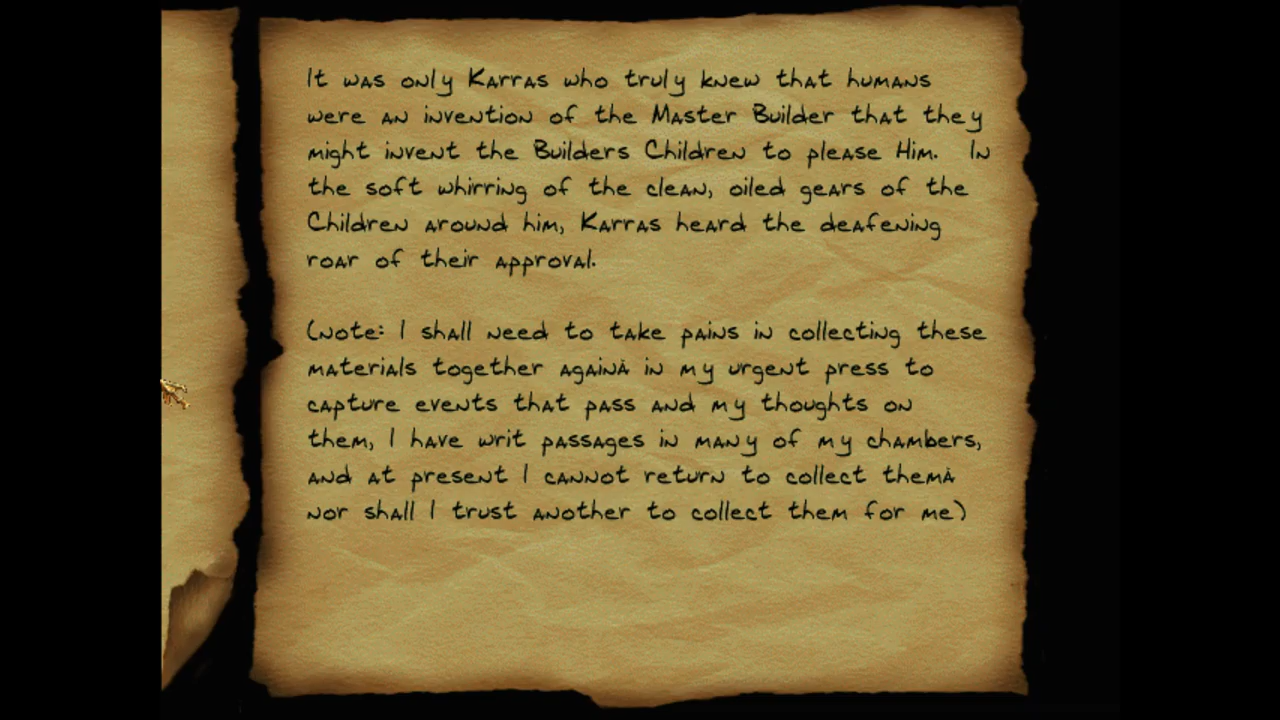 It was only Karras who truly knew that humans
were an invention of the Master Builder that they
might invent the Builders Children to please Him. In
the soft whirring of the clean, oiled gears of the
Children around him, Karras heard the deafening
roar of their approval.
(note: I shall need to take pains in collecting these
materials together againà in my urgent press to
capture events that pass and my thoughts on
them, I have writ passages in many of my chambers,
and at present I cannot return to collect themà
nor shall I trust another to collect them for me)